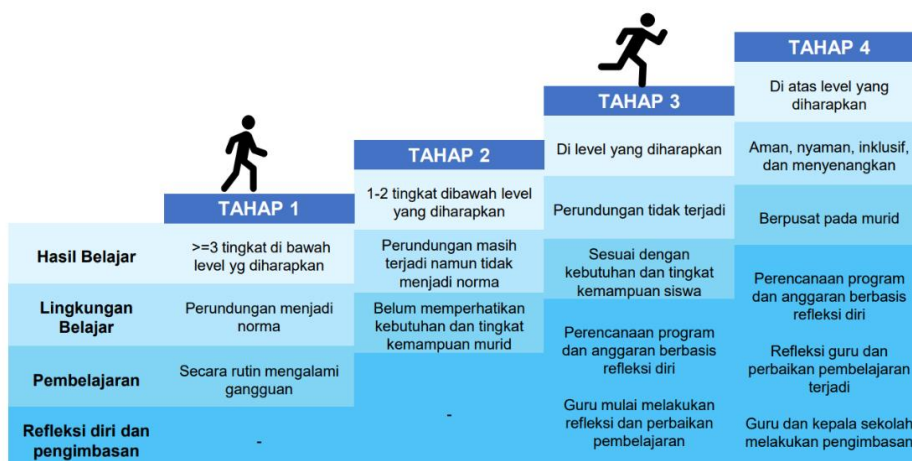 TAHAP 4
Di atas level yang
diharapkan
Aman, nyaman, inklusif,
dan menyenangkan
Berpusat pada murid
Perencanaan program
dan anggaran berbasis
refleksi diri
Refleksi guru dan
perbaikan pembelajaran
terjadi
Guru dan kepala sekolah
melakukan pengimbasan
TAHAP 3
Di level yang diharapkan
Perundungan tidak terjadi
Sesuai dengan
kebutuhan dan tingkat
kemampuan siswa
Perencanaan program
dan anggaran berbasis
refleksi diri
Guru mulai melakukan
refleksi dan perbaikan
pembelajaran
TAHAP 2
1-2 tingkat dibawah level
yang diharapkan
Perundungan masih
terjadi namun tidak
menjadi norma
Belum memperhatikan
kebutuhan dan tingkat
kemampuan murid
-
TAHAP 1
>=3 tingkat di bawah
level yg diharapkan
Perundungan menjadi
norma
Secara rutin mengalami
gangguan
-
Hasil Belajar
Lingkungan
Belajar
Pembelajaran
Refleksi diri dan
pengimbasan